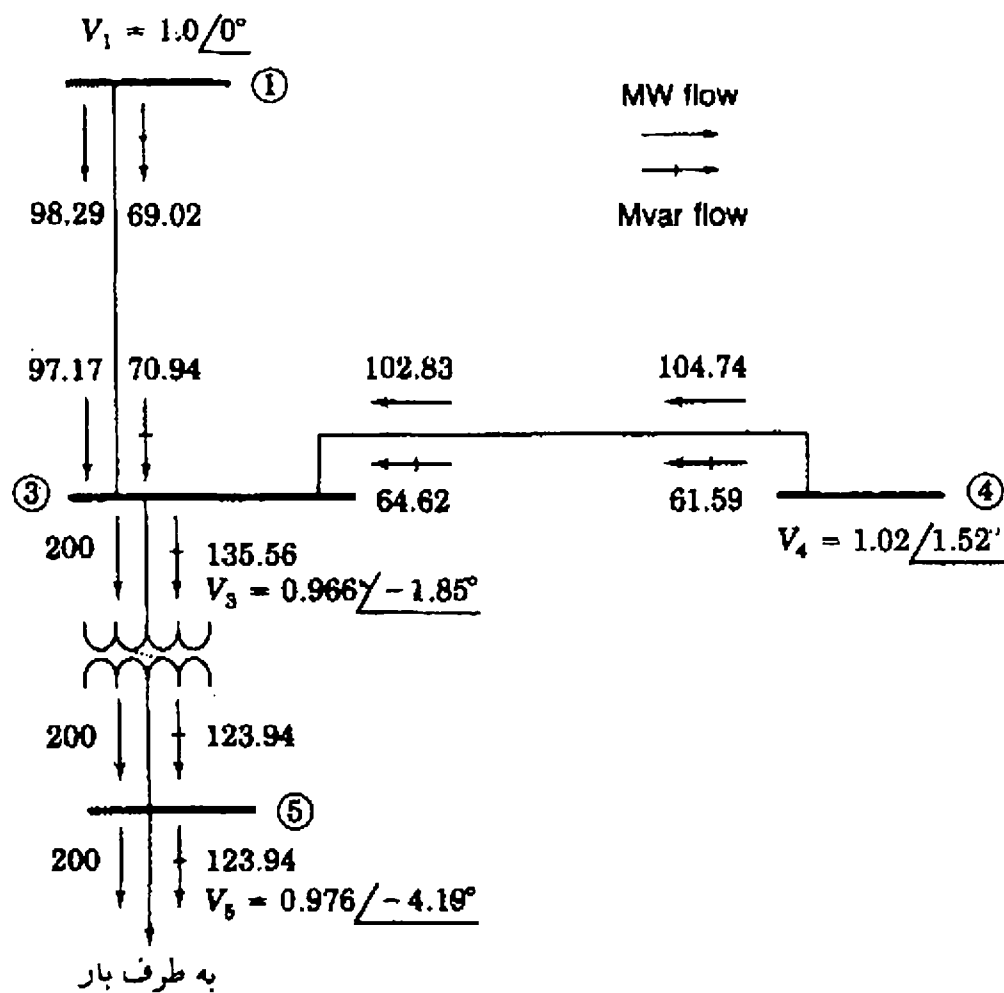 V₁ = 1.0/0°
①
MW flow
Mvar flow
98.29 69.02
97.17 70.94
102.83 104.74
64.62 61.59
③
④
V₄ = 1.02/1.52°
200 135.56
V₃ = 0.966/−1.85°
200 123.94
⑤
200 123.94
V₅ = 0.976/−4.19°
به طرف بار